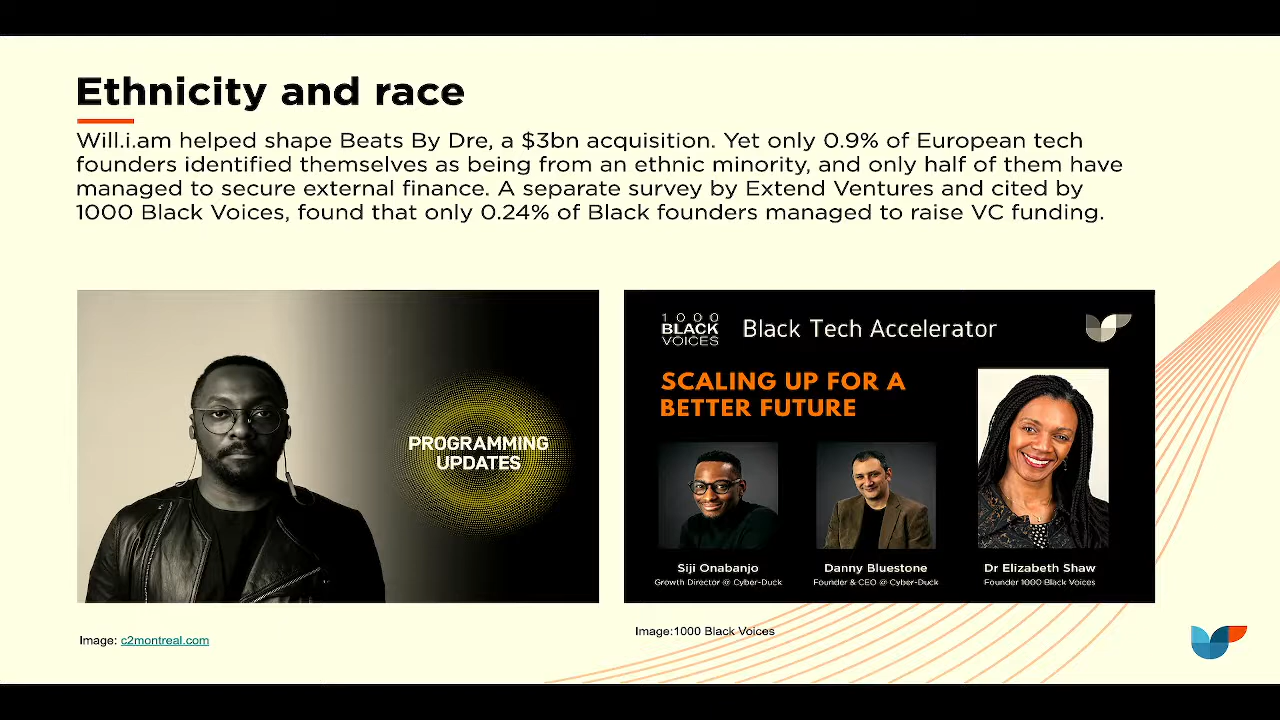 Ethnicity and race
Will.i.am helped shape Beats By Dre, a $3bn acquisition. Yet only 0.9% of European tech
founders identified themselves as being from an ethnic minority, and only half of them have
managed to secure external finance. A separate survey by Extend Ventures and cited by
1000 Black Voices, found that only 0.24% of Black founders managed to raise VC funding.
PROGRAMMING
UPDATES
1000
BLACK
VOICES
Black Tech Accelerator
SCALING UP FOR A
BETTER FUTURE
Siji Onabanjo
Growth Director @ Cyber-Duck
Danny Bluestone
Founder & CEO @ Cyber-Duck
Dr Elizabeth Shaw
Founder 1000 Black Voices
Image: c2montreal.com
Image:1000 Black Voices